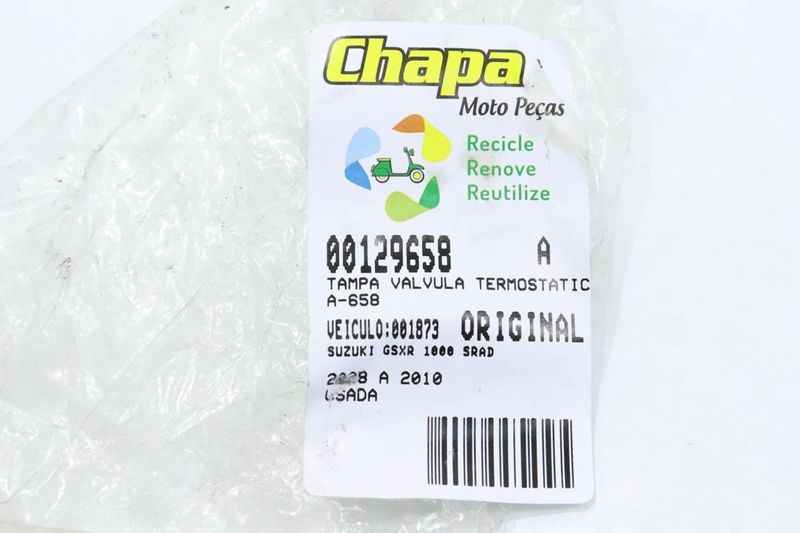 Chapa
Moto Peças
Recicle
Renove
Reutilize
00129658 A
TAMPA VALVULA TERMOSTATIC
A-658
VEICULO:001873 ORIGINAL
SUZUKI GSXR 1000 SRAD
2008 A 2010
USADA